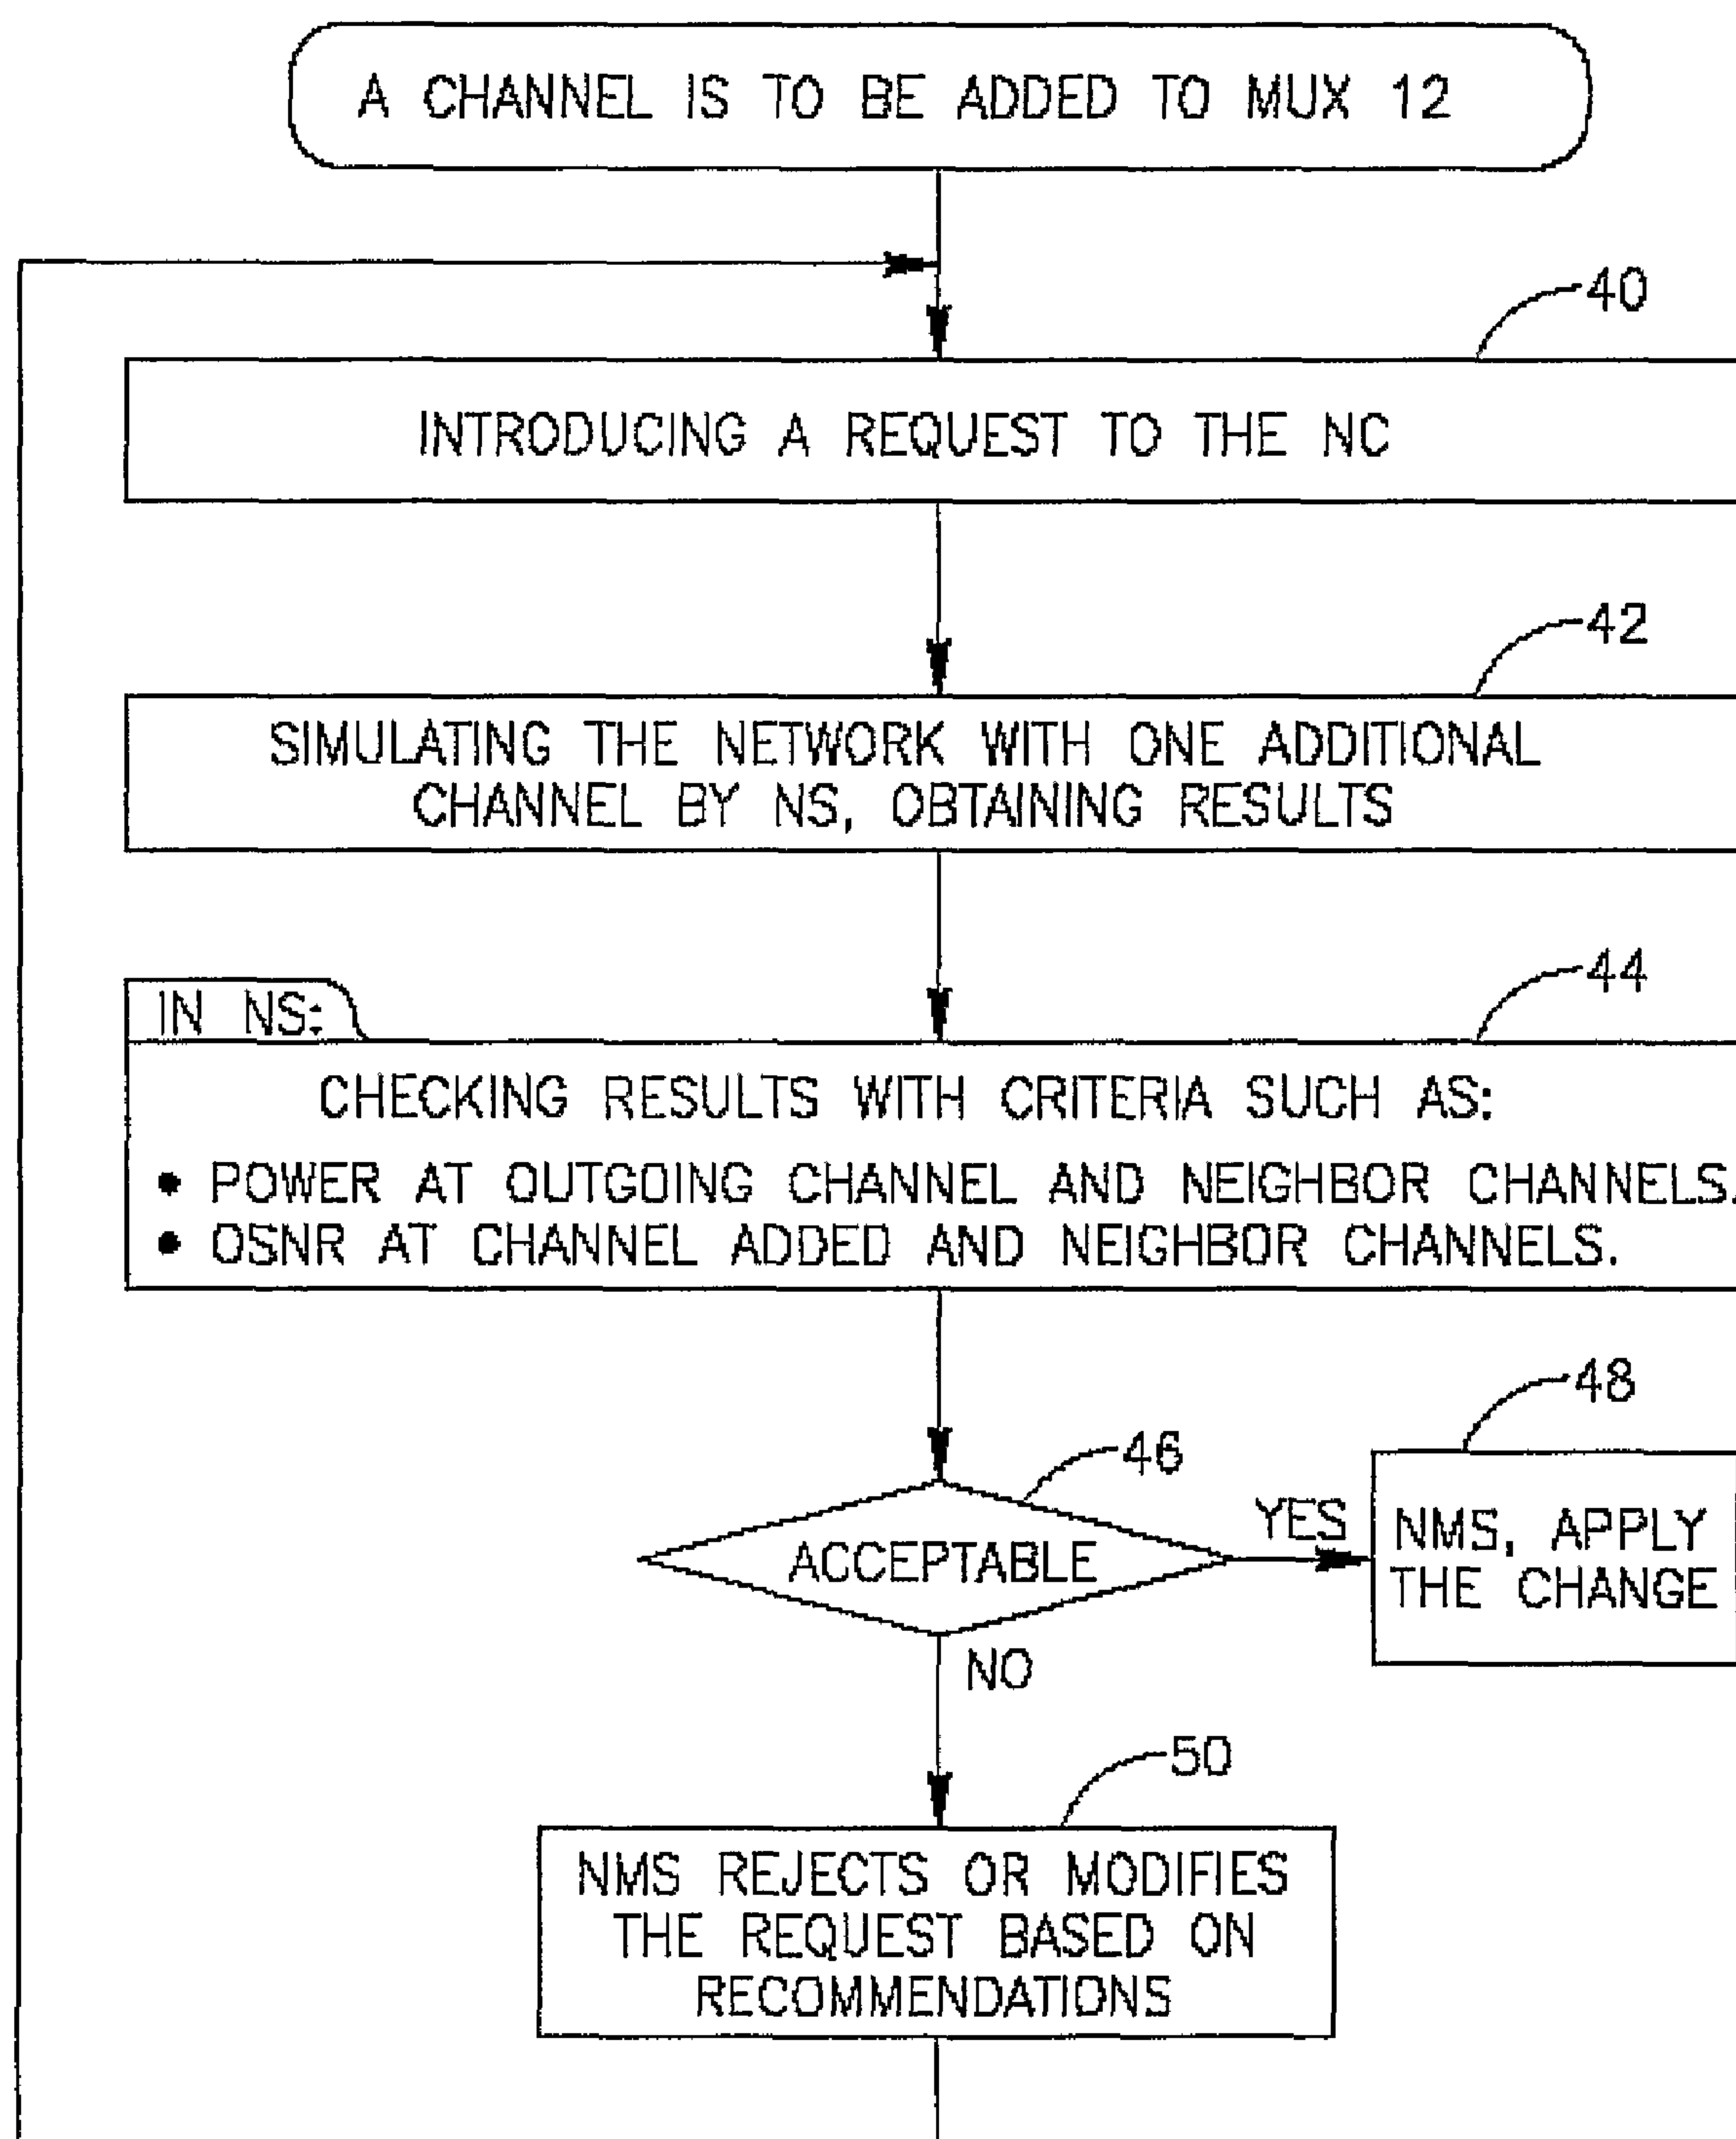 A CHANNEL IS TO BE ADDED TO MUX 12
40
INTRODUCING A REQUEST TO THE NC
42
SIMULATING THE NETWORK WITH ONE ADDITIONAL
CHANNEL BY NS, OBTAINING RESULTS
44
IN NS:
CHECKING RESULTS WITH CRITERIA SUCH AS:
• POWER AT OUTGOING CHANNEL AND NEIGHBOR CHANNELS.
• OSNR AT CHANNEL ADDED AND NEIGHBOR CHANNELS.
48
46
YES
NMS, APPLY
THE CHANGE
ACCEPTABLE
NO
50
NMS REJECTS OR MODIFIES
THE REQUEST BASED ON
RECOMMENDATIONS